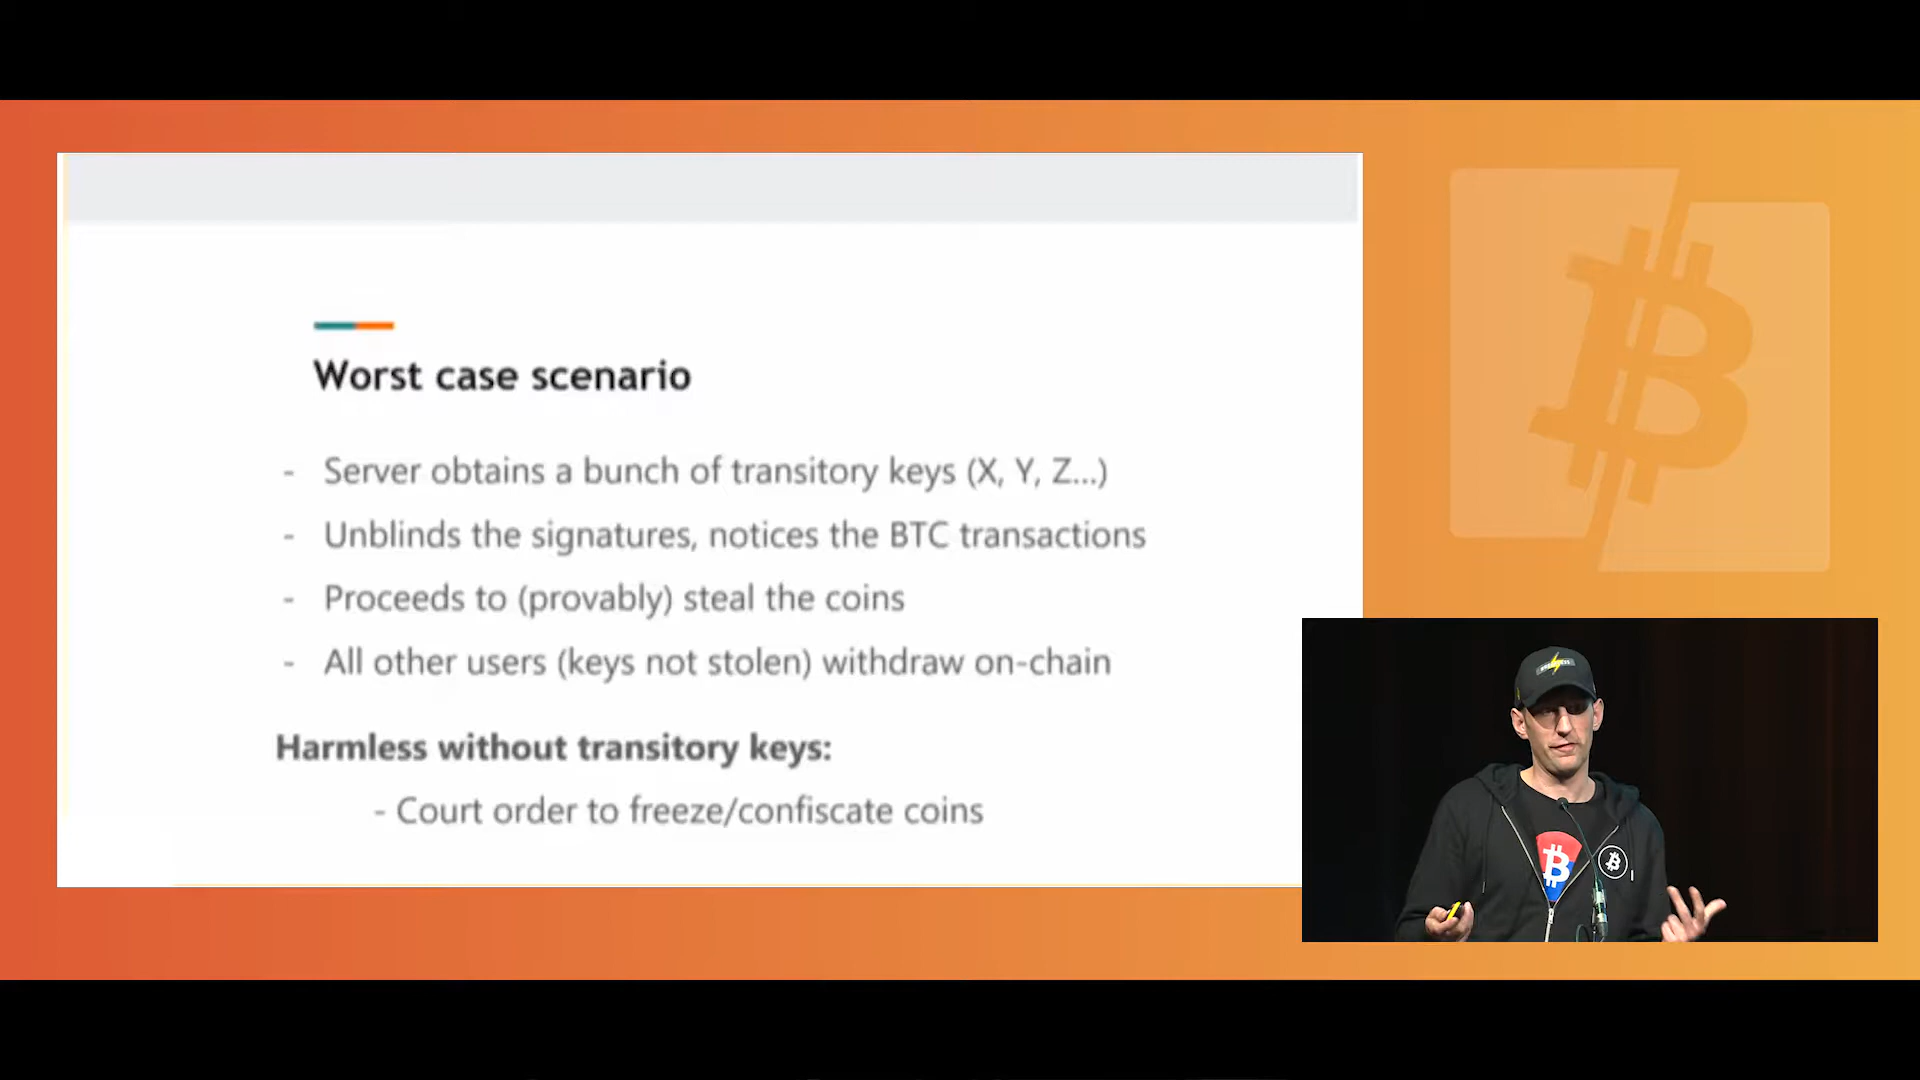 Worst case scenario
- Server obtains a bunch of transitory keys (X, Y, Z...)
- Unblinds the signatures, notices the BTC transactions
- Proceeds to (provably) steal the coins
- All other users (keys not stolen) withdraw on-chain
Harmless without transitory keys:
- Court order to freeze/confiscate coins